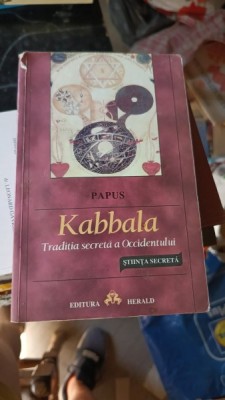 PAPUS
Kabbala
Tradiția secretă a Occidentului
ȘTIINȚA SECRETĂ
EDITURA HERALD